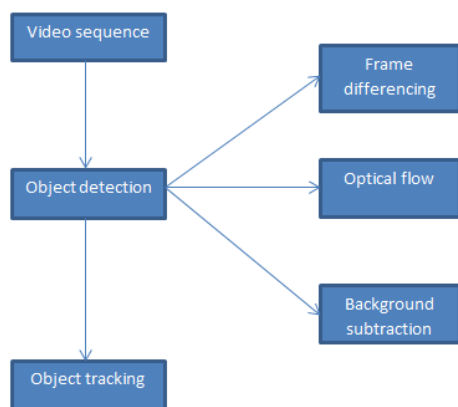 Video sequence
Frame
differencing
Object detection
Optical flow
Background
subtraction
Object tracking